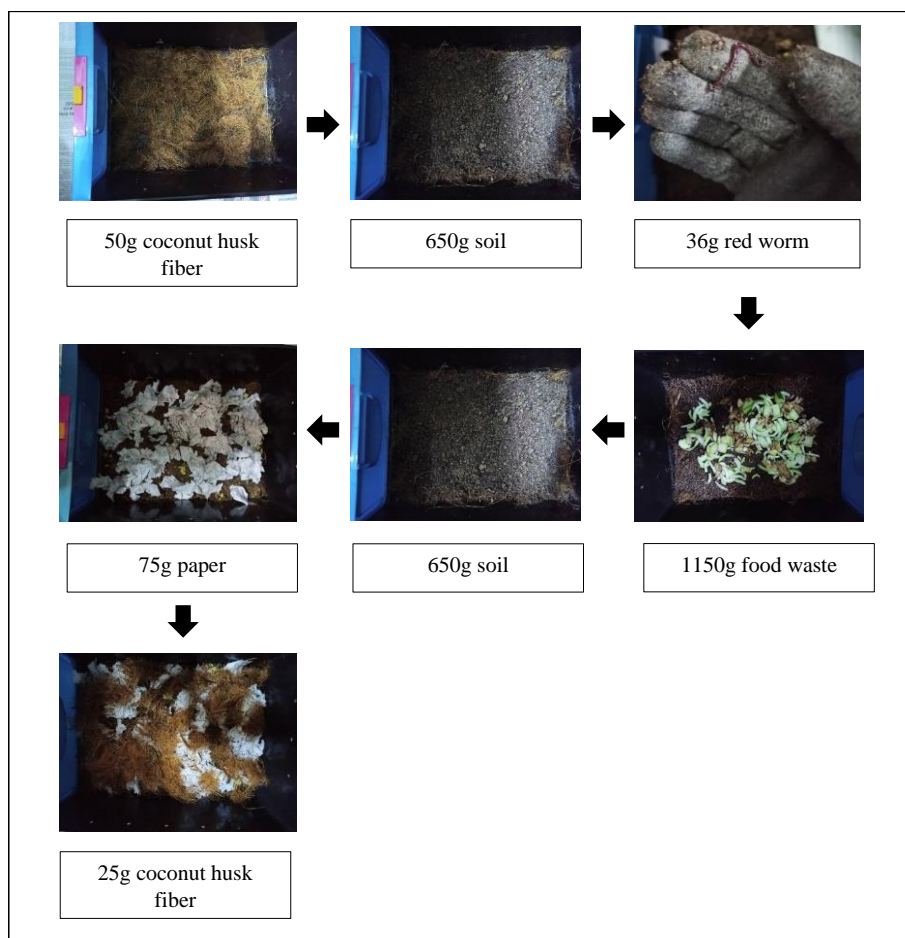 50g coconut husk
fiber
650g soil
36g red worm
1150g food waste
650g soil
75g paper
25g coconut husk
fiber